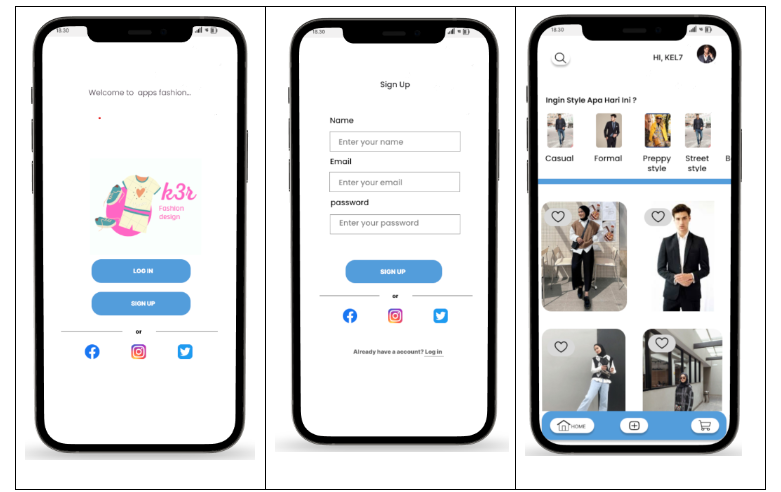 18.30
Welcome to apps fashion...
k3r
Fashion
design
LOG IN
SIGN UP
or
18.30
Sign Up
Name
Enter your name
Email
Enter your email
password
Enter your password
SIGN UP
or
Already have a account? Log in
18.30
HI, KEL7
Ingin Style Apa Hari Ini ?
Casual Formal Preppy style Street style B
HOME